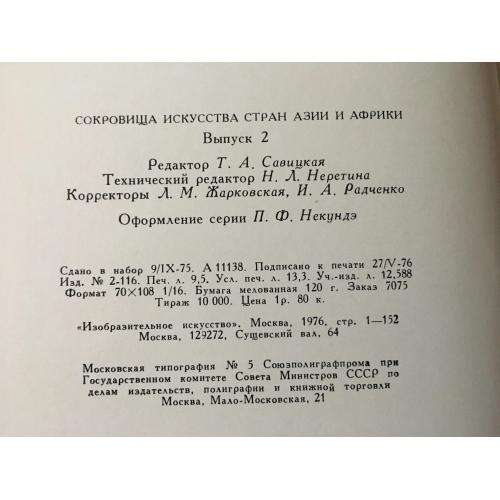 СОКРОВИЩА ИСКУССТВА СТРАН АЗИИ И АФРИКИ
Выпуск 2
Редактор Т. А. Савицкая
Технический редактор Н. Л. Неретина
Корректоры Л. М. Жарковская, И. А. Радченко
Оформление серии П. Ф. Некундэ
Сдано в набор 9/IX-75. А 11138. Подписано к печати 27/V-76
Изд. № 2-116. Печ. л. 9,5. Усл. печ. л. 13,3. Уч.-изд. л. 12,588
Формат 70×108 1/16. Бумага мелованная 120 г. Заказ 7075
Тираж 10 000. Цена 1р. 80 к.
«Изобразительное искусство». Москва, 1976, стр. 1—152
Москва, 129272, Сущевский вал, 64
Московская типография № 5 Союзполиграфпрома при
Государственном комитете Совета Министров СССР по
делам издательств, полиграфии и книжной торговли
Москва, Мало-Московская, 21